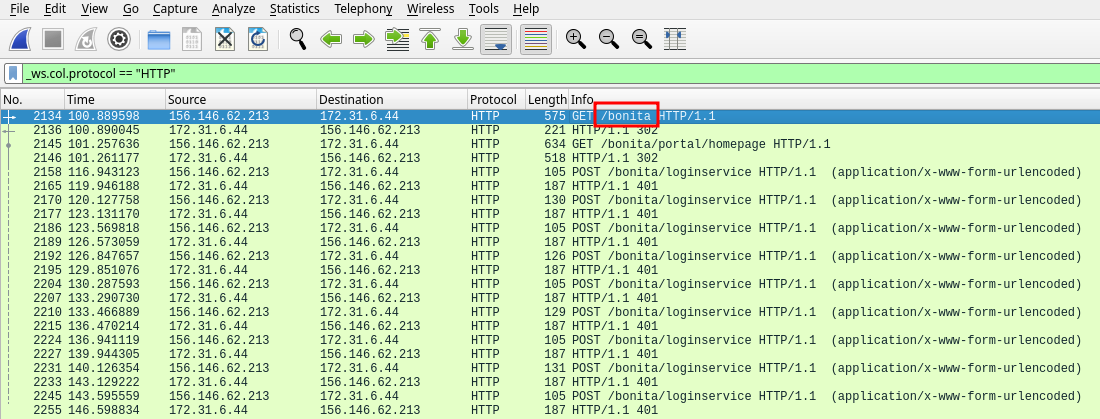 File Edit View Go Capture Analyze Statistics Telephony Wireless Tools Help
_ws.col.protocol == "HTTP"
No. Time Source Destination Protocol Length Info
2134 100.889598 156.146.62.213 172.31.6.44 HTTP 575 GET /bonita HTTP/1.1
2136 100.890045 172.31.6.44 156.146.62.213 HTTP 221 HTTP/1.1 302
2145 101.257636 156.146.62.213 172.31.6.44 HTTP 634 GET /bonita/portal/homepage HTTP/1.1
2146 101.261177 172.31.6.44 156.146.62.213 HTTP 518 HTTP/1.1 302
2158 116.943123 156.146.62.213 172.31.6.44 HTTP 105 POST /bonita/loginservice HTTP/1.1 (application/x-www-form-urlencoded)
2165 119.946188 172.31.6.44 156.146.62.213 HTTP 187 HTTP/1.1 401
2170 120.127758 156.146.62.213 172.31.6.44 HTTP 130 POST /bonita/loginservice HTTP/1.1 (application/x-www-form-urlencoded)
2177 123.131170 172.31.6.44 156.146.62.213 HTTP 187 HTTP/1.1 401
2186 123.569818 156.146.62.213 172.31.6.44 HTTP 105 POST /bonita/loginservice HTTP/1.1 (application/x-www-form-urlencoded)
2189 126.573059 172.31.6.44 156.146.62.213 HTTP 187 HTTP/1.1 401
2192 126.847657 156.146.62.213 172.31.6.44 HTTP 126 POST /bonita/loginservice HTTP/1.1 (application/x-www-form-urlencoded)
2195 129.851076 172.31.6.44 156.146.62.213 HTTP 187 HTTP/1.1 401
2204 130.287593 156.146.62.213 172.31.6.44 HTTP 105 POST /bonita/loginservice HTTP/1.1 (application/x-www-form-urlencoded)
2207 133.290730 172.31.6.44 156.146.62.213 HTTP 187 HTTP/1.1 401
2210 133.466889 156.146.62.213 172.31.6.44 HTTP 129 POST /bonita/loginservice HTTP/1.1 (application/x-www-form-urlencoded)
2215 136.470214 172.31.6.44 156.146.62.213 HTTP 187 HTTP/1.1 401
2224 136.941119 156.146.62.213 172.31.6.44 HTTP 105 POST /bonita/loginservice HTTP/1.1 (application/x-www-form-urlencoded)
2227 139.944305 172.31.6.44 156.146.62.213 HTTP 187 HTTP/1.1 401
2231 140.126354 156.146.62.213 172.31.6.44 HTTP 131 POST /bonita/loginservice HTTP/1.1 (application/x-www-form-urlencoded)
2233 143.129222 172.31.6.44 156.146.62.213 HTTP 187 HTTP/1.1 401
2243 143.595559 156.146.62.213 172.31.6.44 HTTP 105 POST /bonita/loginservice HTTP/1.1 (application/x-www-form-urlencoded)
2255 146.598834 172.31.6.44 156.146.62.213 HTTP 187 HTTP/1.1 401